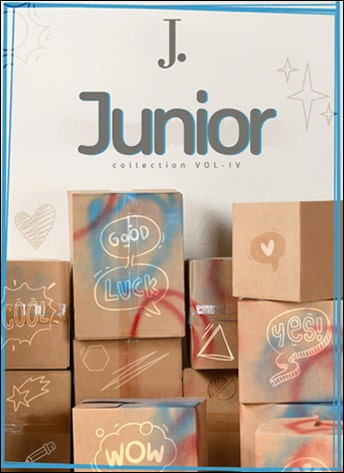 J.
Junior
collection VOL-IV
GOOD
LUCK
COOL
YES!
WOW